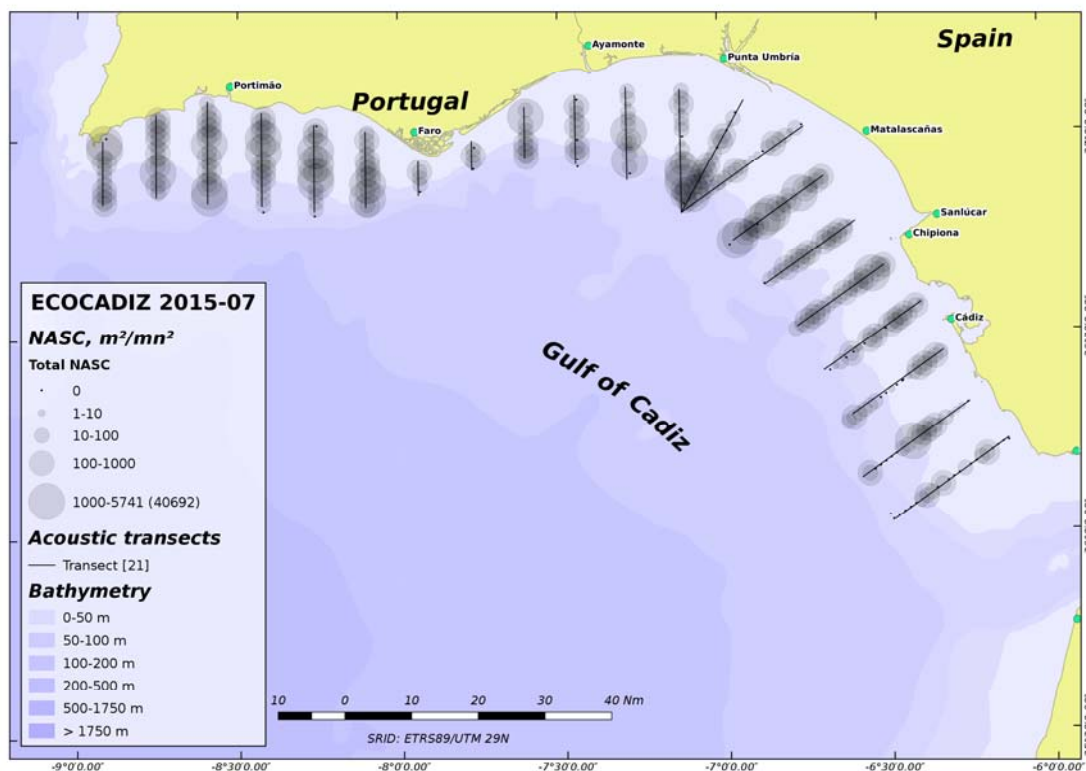 Spain
Ayamonte
Punta Umbría
Portimão
Portugal
Faro
Matalascañas
Sanlúcar
Chipiona
Cádiz
Gulf of Cadiz
ECOCADIZ 2015-07
NASC, m²/mn²
Total NASC
0
1-10
10-100
100-1000
1000-5741 (40692)
Acoustic transects
Transect [21]
Bathymetry
0-50 m
50-100 m
100-200 m
200-500 m
500-1750 m
> 1750 m
10 0 10 20 30 40 Nm
SRID: ETRS89/UTM 29N
-9°0'0.00" -8°30'0.00" -8°0'0.00" -7°30'0.00" -7°0'0.00" -6°30'0.00" -6°0'0.00"